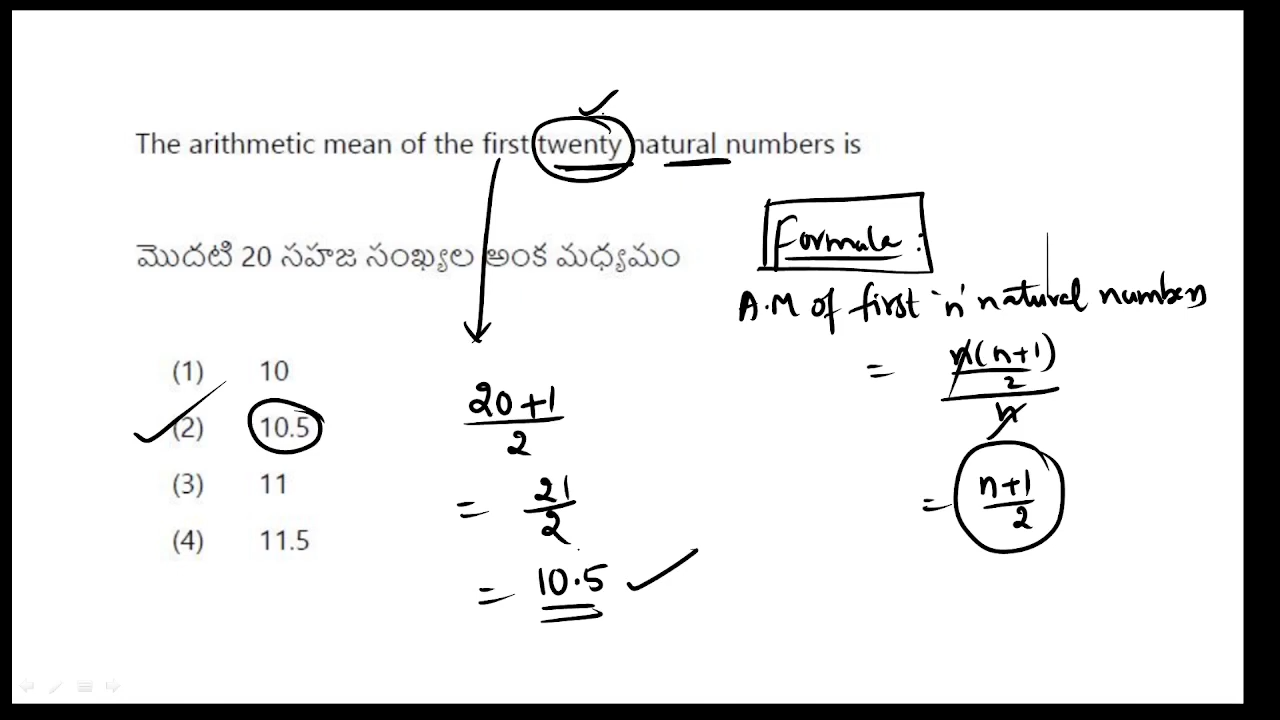 The arithmetic mean of the first twenty natural numbers is
మొదటి 20 సహజ సంఖ్యల అంక మధ్యమం
(1) 10
(2) 10.5
(3) 11
(4) 11.5
20+1
2
= 21
2
= 10.5
Formula :
A.M of first 'n' natural numbers
= n(n+1)
2
n
= n+1
2